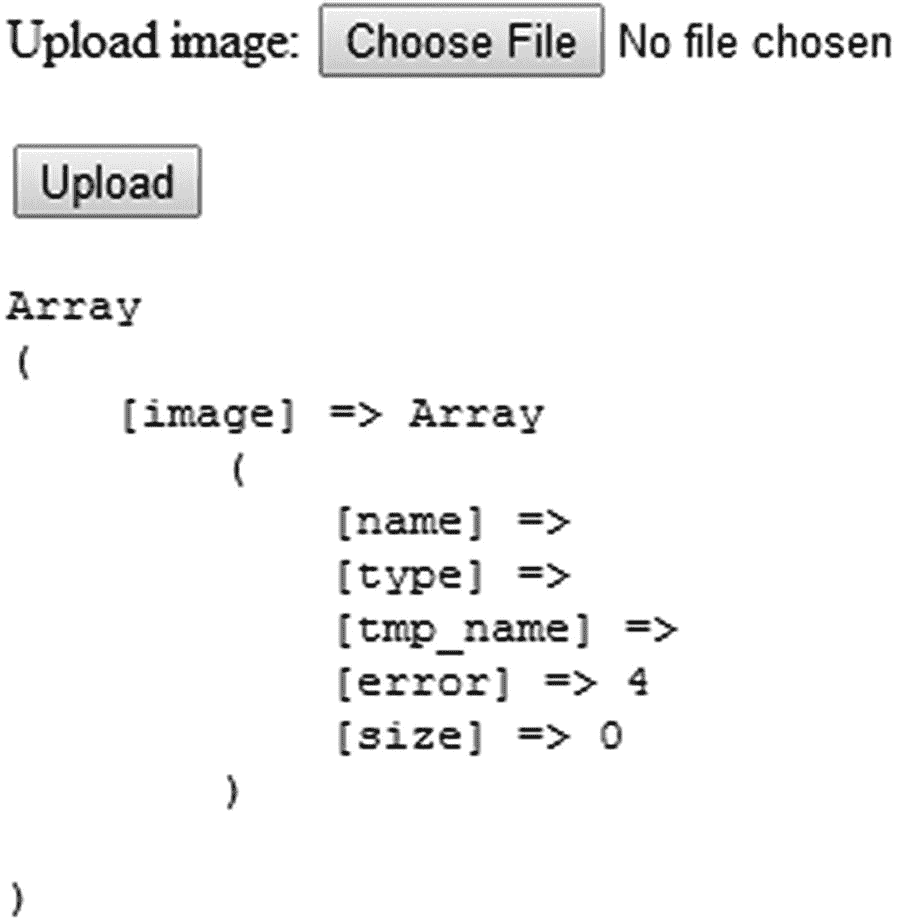 Upload image: Choose File No file chosen
Upload
Array
(
    [image] => Array
        (
            [name] =>
            [type] =>
            [tmp_name] =>
            [error] => 4
            [size] => 0
        )
)